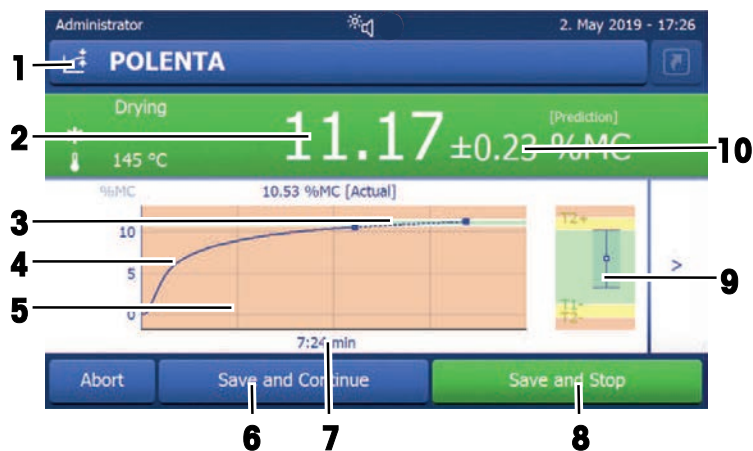 Administrator 2. May 2019 - 17:26
1 POLENTA
Drying [Prediction]
2 11.17 ±0.23 %MC 10
145 °C
%MC 10.53 %MC [Actual]
3 T2+
10
4 5 > 9
5 0 T1-
T2-
7:24 min
Abort Save and Continue Save and Stop
6 7 8